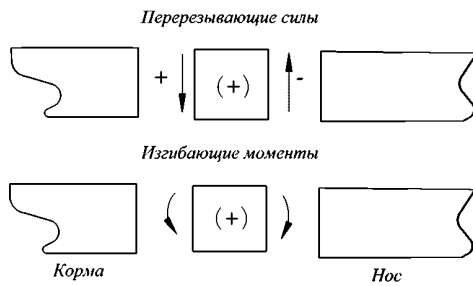 Перерезывающие силы
+ (+) -
Изгибающие моменты
(+)
Корма Нос